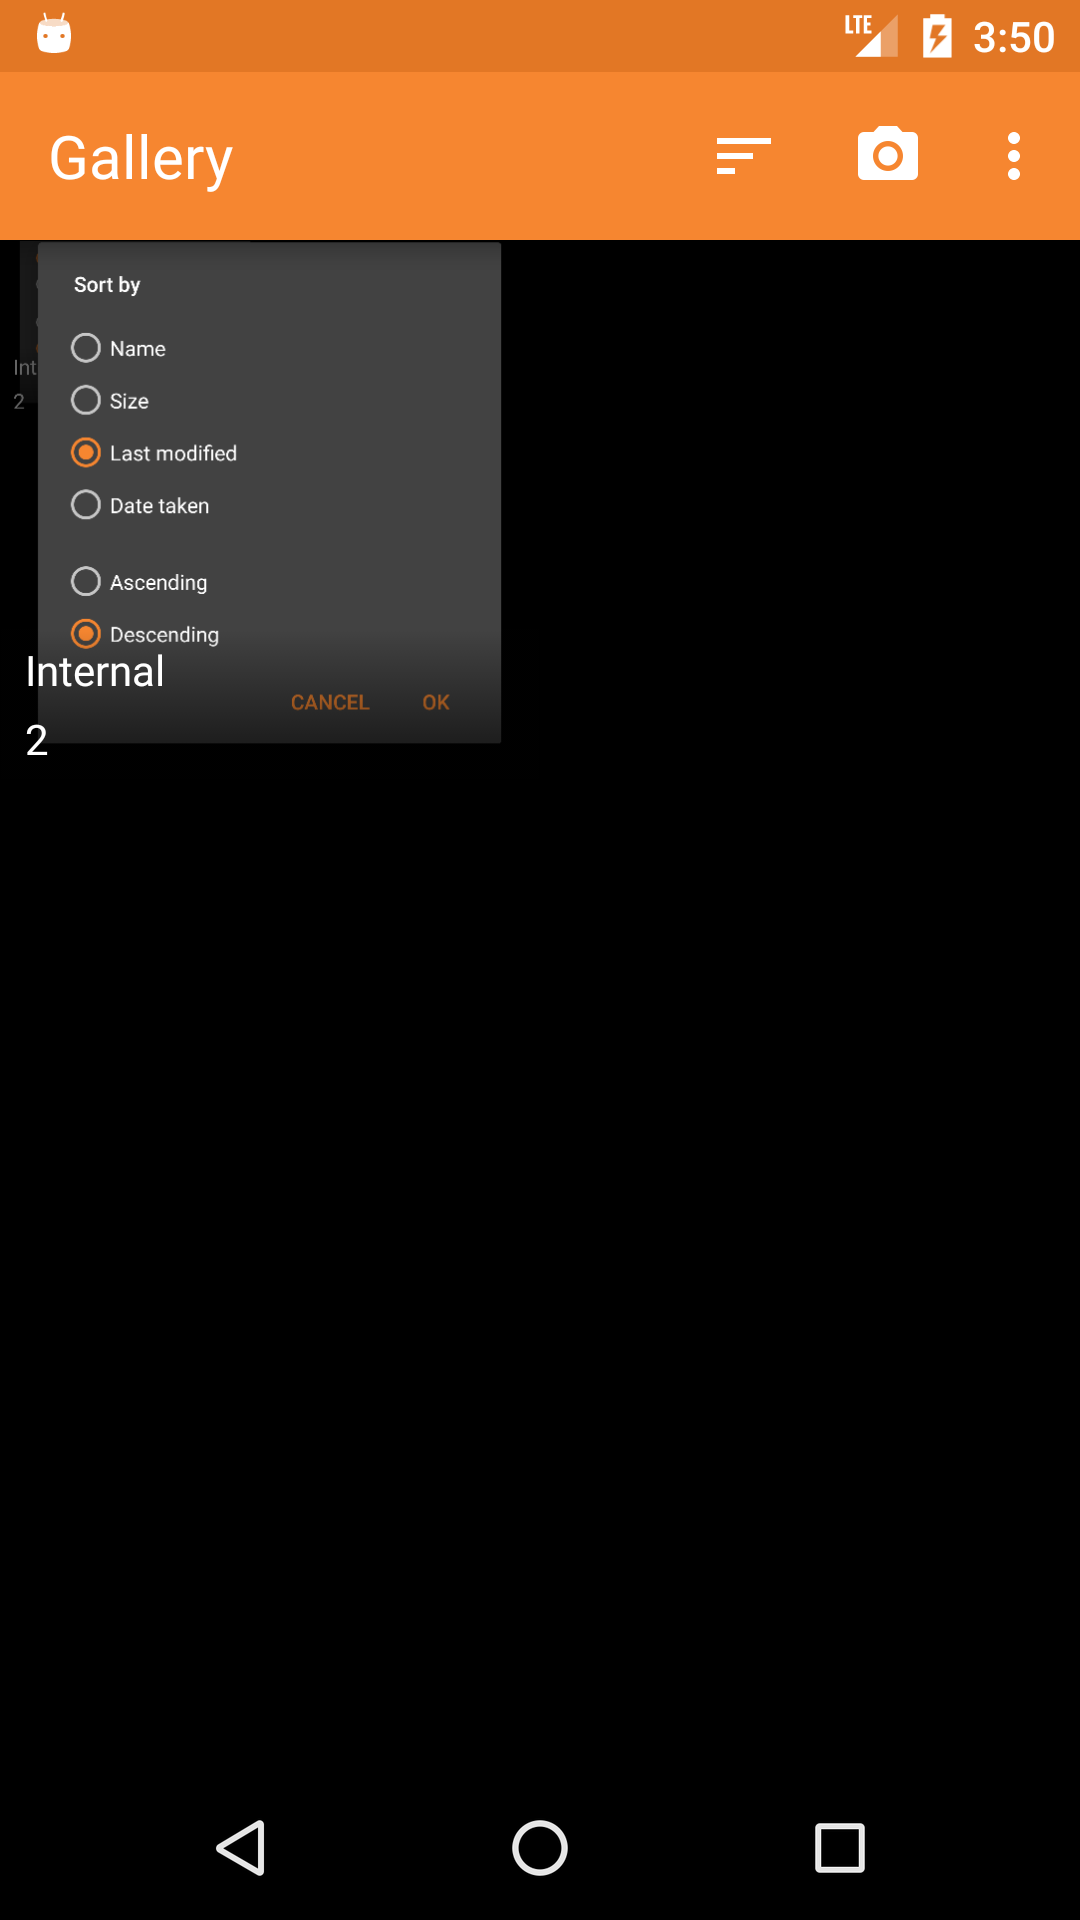 LTE 3:50
Gallery
Sort by
Name
Size
Last modified
Date taken
Int
2
Ascending
Descending
Internal
CANCEL OK
2